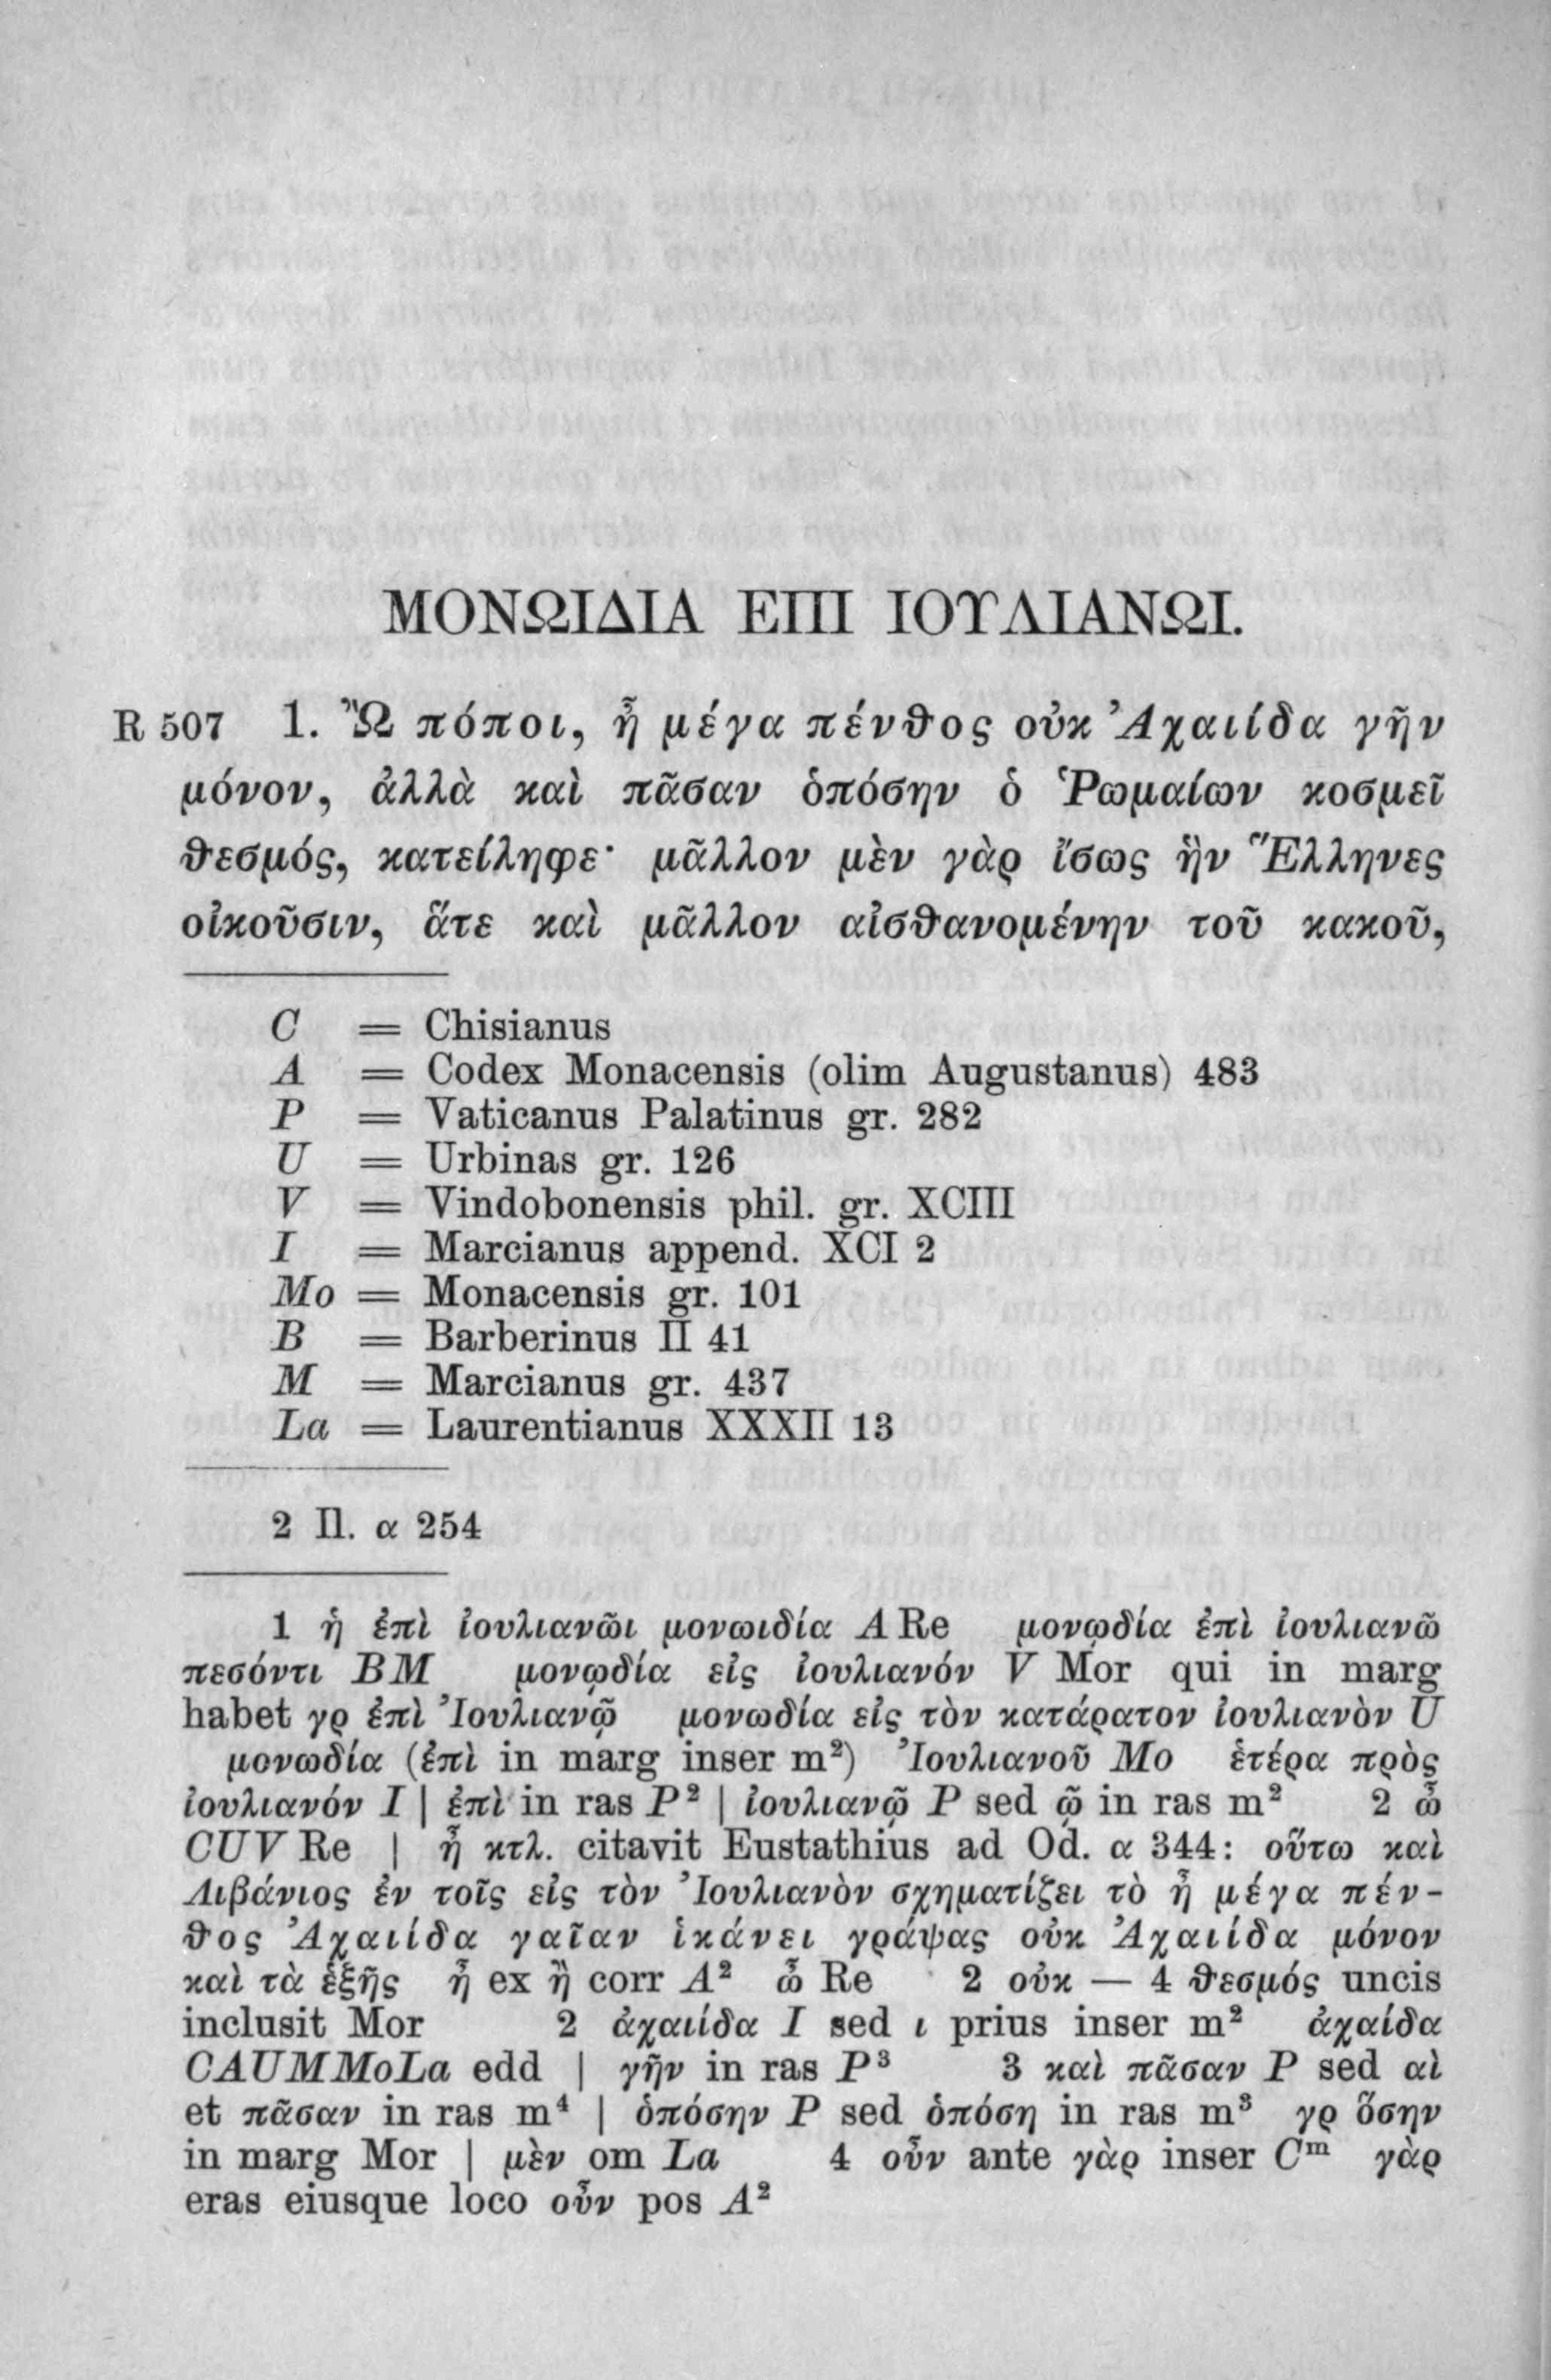 ΜΟΝΩΙΔΙΑ ΕΠΙ ΙΟΥΛΙΑΝΩΙ.
R 507 1. Ὢ πόποι, ἦ μέγα πένθος οὐκ Ἀχαιίδα γῆν
μόνον, ἀλλὰ καὶ πᾶσαν ὁπόσην ὁ Ῥωμαίων κοσμεῖ
θεσμός, κατείληφε· μᾶλλον μὲν γὰρ ἴσως ἣν Ἕλληνες
οἰκοῦσιν, ἅτε καὶ μᾶλλον αἰσθανομένην τοῦ κακοῦ,
C = Chisianus
A = Codex Monacensis (olim Augustanus) 483
P = Vaticanus Palatinus gr. 282
U = Urbinas gr. 126
V = Vindobonensis phil. gr. XCIII
I = Marcianus append. XCI 2
Mo = Monacensis gr. 101
B = Barberinus II 41
M = Marcianus gr. 437
La = Laurentianus XXXII 13
2 Il. α 254
1 ἡ ἐπὶ ἰουλιανῶι μονωιδία A Re μονῳδία ἐπὶ ἰουλιανῶ
πεσόντι BM μονῳδία εἰς ἰουλιανόν V Mor qui in marg
habet γρ ἐπὶ Ἰουλιανῷ μονωδία εἰς τὸν κατάρατον ἰουλιανὸν U
μονωδία (ἐπὶ in marg inser m²) Ἰουλιανοῦ Mo ἑτέρα πρὸς
ἰουλιανόν I | ἐπὶ in ras P² | ἰουλιανῷ P sed ῷ in ras m² 2 ὦ
CUV Re | ἦ κτλ. citavit Eustathius ad Od. α 344: οὕτω καὶ
Λιβάνιος ἐν τοῖς εἰς τὸν Ἰουλιανὸν σχηματίζει τὸ ἦ μέγα πέν-
θος Ἀχαιίδα γαῖαν ἱκάνει γράψας οὐκ Ἀχαιίδα μόνον
καὶ τὰ ἑξῆς ἦ ex ἢ corr A² ὦ Re 2 οὐκ — 4 θεσμός uncis
inclusit Mor 2 ἀχαιίδα I sed ι prius inser m² ἀχαίδα
CAUMMoLa edd | γῆν in ras P³ 3 καὶ πᾶσαν P sed αὶ
et πᾶσαν in ras m⁴ | ὁπόσην P sed ὁπόση in ras m³ γρ ὅσην
in marg Mor | μὲν om La 4 οὖν ante γὰρ inser Cᵐ γὰρ
eras eiusque loco οὖν pos A²